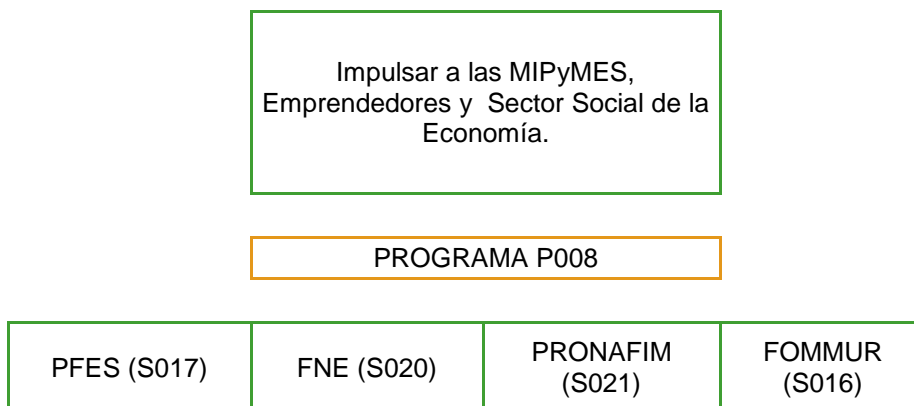 Impulsar a las MIPyMES,
Emprendedores y  Sector Social de la
Economía.
PROGRAMA P008
PFES (S017)
FNE (S020)
PRONAFIM
(S021)
FOMMUR
(S016)